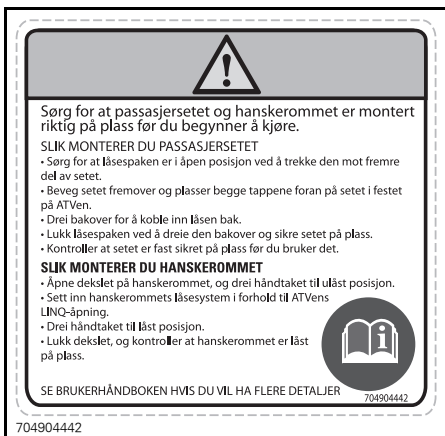 Sørg for at passasjersetet og hanskerommet er montert
riktig på plass før du begynner å kjøre.
SLIK MONTERER DU PASSASJERSETET
• Sørg for at låsespaken er i åpen posisjon ved å trekke den mot fremre
del av setet.
• Beveg setet fremover og plasser begge tappene foran på setet i festet
på ATVen.
• Drei bakover for å koble inn låsen bak.
• Lukk låsespaken ved å dreie den bakover og sikre setet på plass.
• Kontroller at setet er fast sikret på plass før du bruker det.
SLIK MONTERER DU HANSKEROMMET
• Åpne dekslet på hanskerommet, og drei håndtaket til ulåst posisjon.
• Sett inn hanskerommets låsesystem i forhold til ATVens
LINQ-åpning.
• Drei håndtaket til låst posisjon.
• Lukk dekslet, og kontroller at hanskerommet er låst
på plass.
SE BRUKERHÅNDBOKEN HVIS DU VIL HA FLERE DETALJER
704904442
704904442